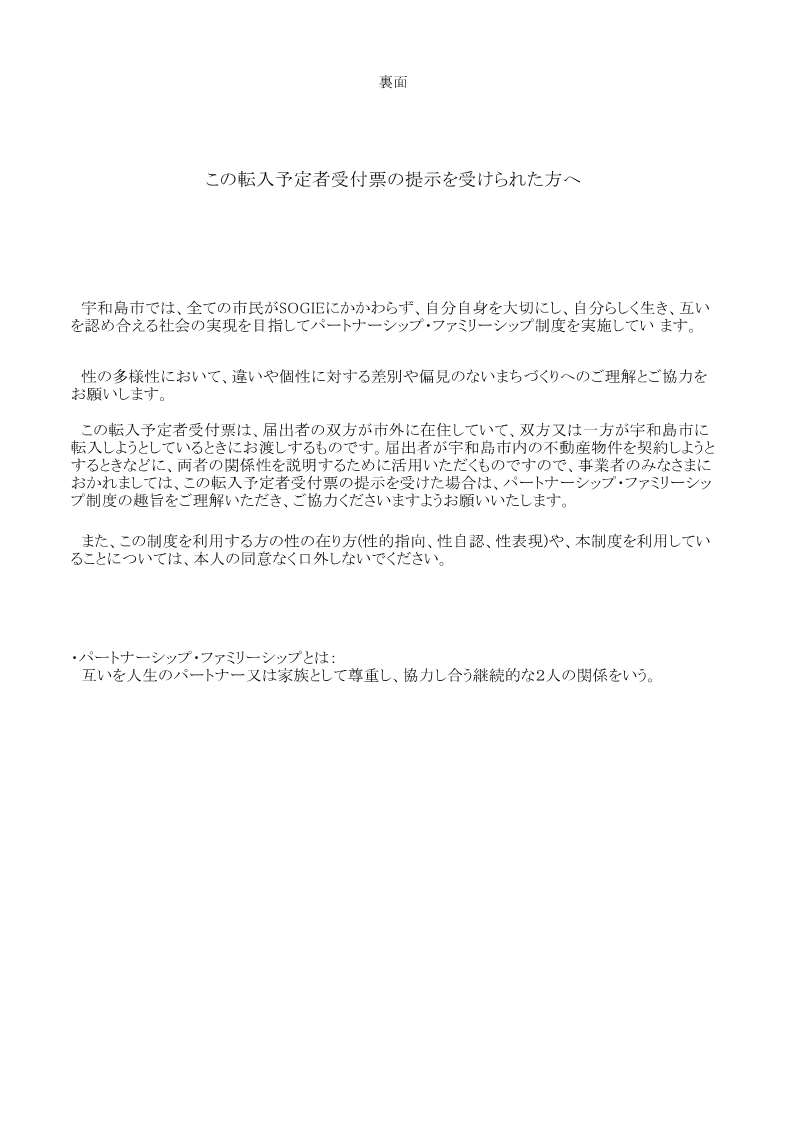 裏面
この転入予定者受付票の提示を受けられた方へ
宇和島市では、全ての市民がSOGIEにかかわらず、自分自身を大切にし、自分らしく生き、互い
を認め合える社会の実現を目指してパートナーシップ・ファミリーシップ制度を実施してい ます。
性の多様性において、違いや個性に対する差別や偏見のないまちづくりへのご理解とご協力を
お願いします。
この転入予定者受付票は、届出者の双方が市外に在住していて、双方又は一方が宇和島市に
転入しようとしているときにお渡しするものです。届出者が宇和島市内の不動産物件を契約しようと
するときなどに、両者の関係性を説明するために活用いただくものですので、事業者のみなさまに
おかれましては、この転入予定者受付票の提示を受けた場合は、パートナーシップ・ファミリーシッ
プ制度の趣旨をご理解いただき、ご協力くださいますようお願いいたします。
また、この制度を利用する方の性の在り方(性的指向、性自認、性表現)や、本制度を利用してい
ることについては、本人の同意なく口外しないでください。
・パートナーシップ・ファミリーシップとは：
互いを人生のパートナー又は家族として尊重し、協力し合う継続的な２人の関係をいう。